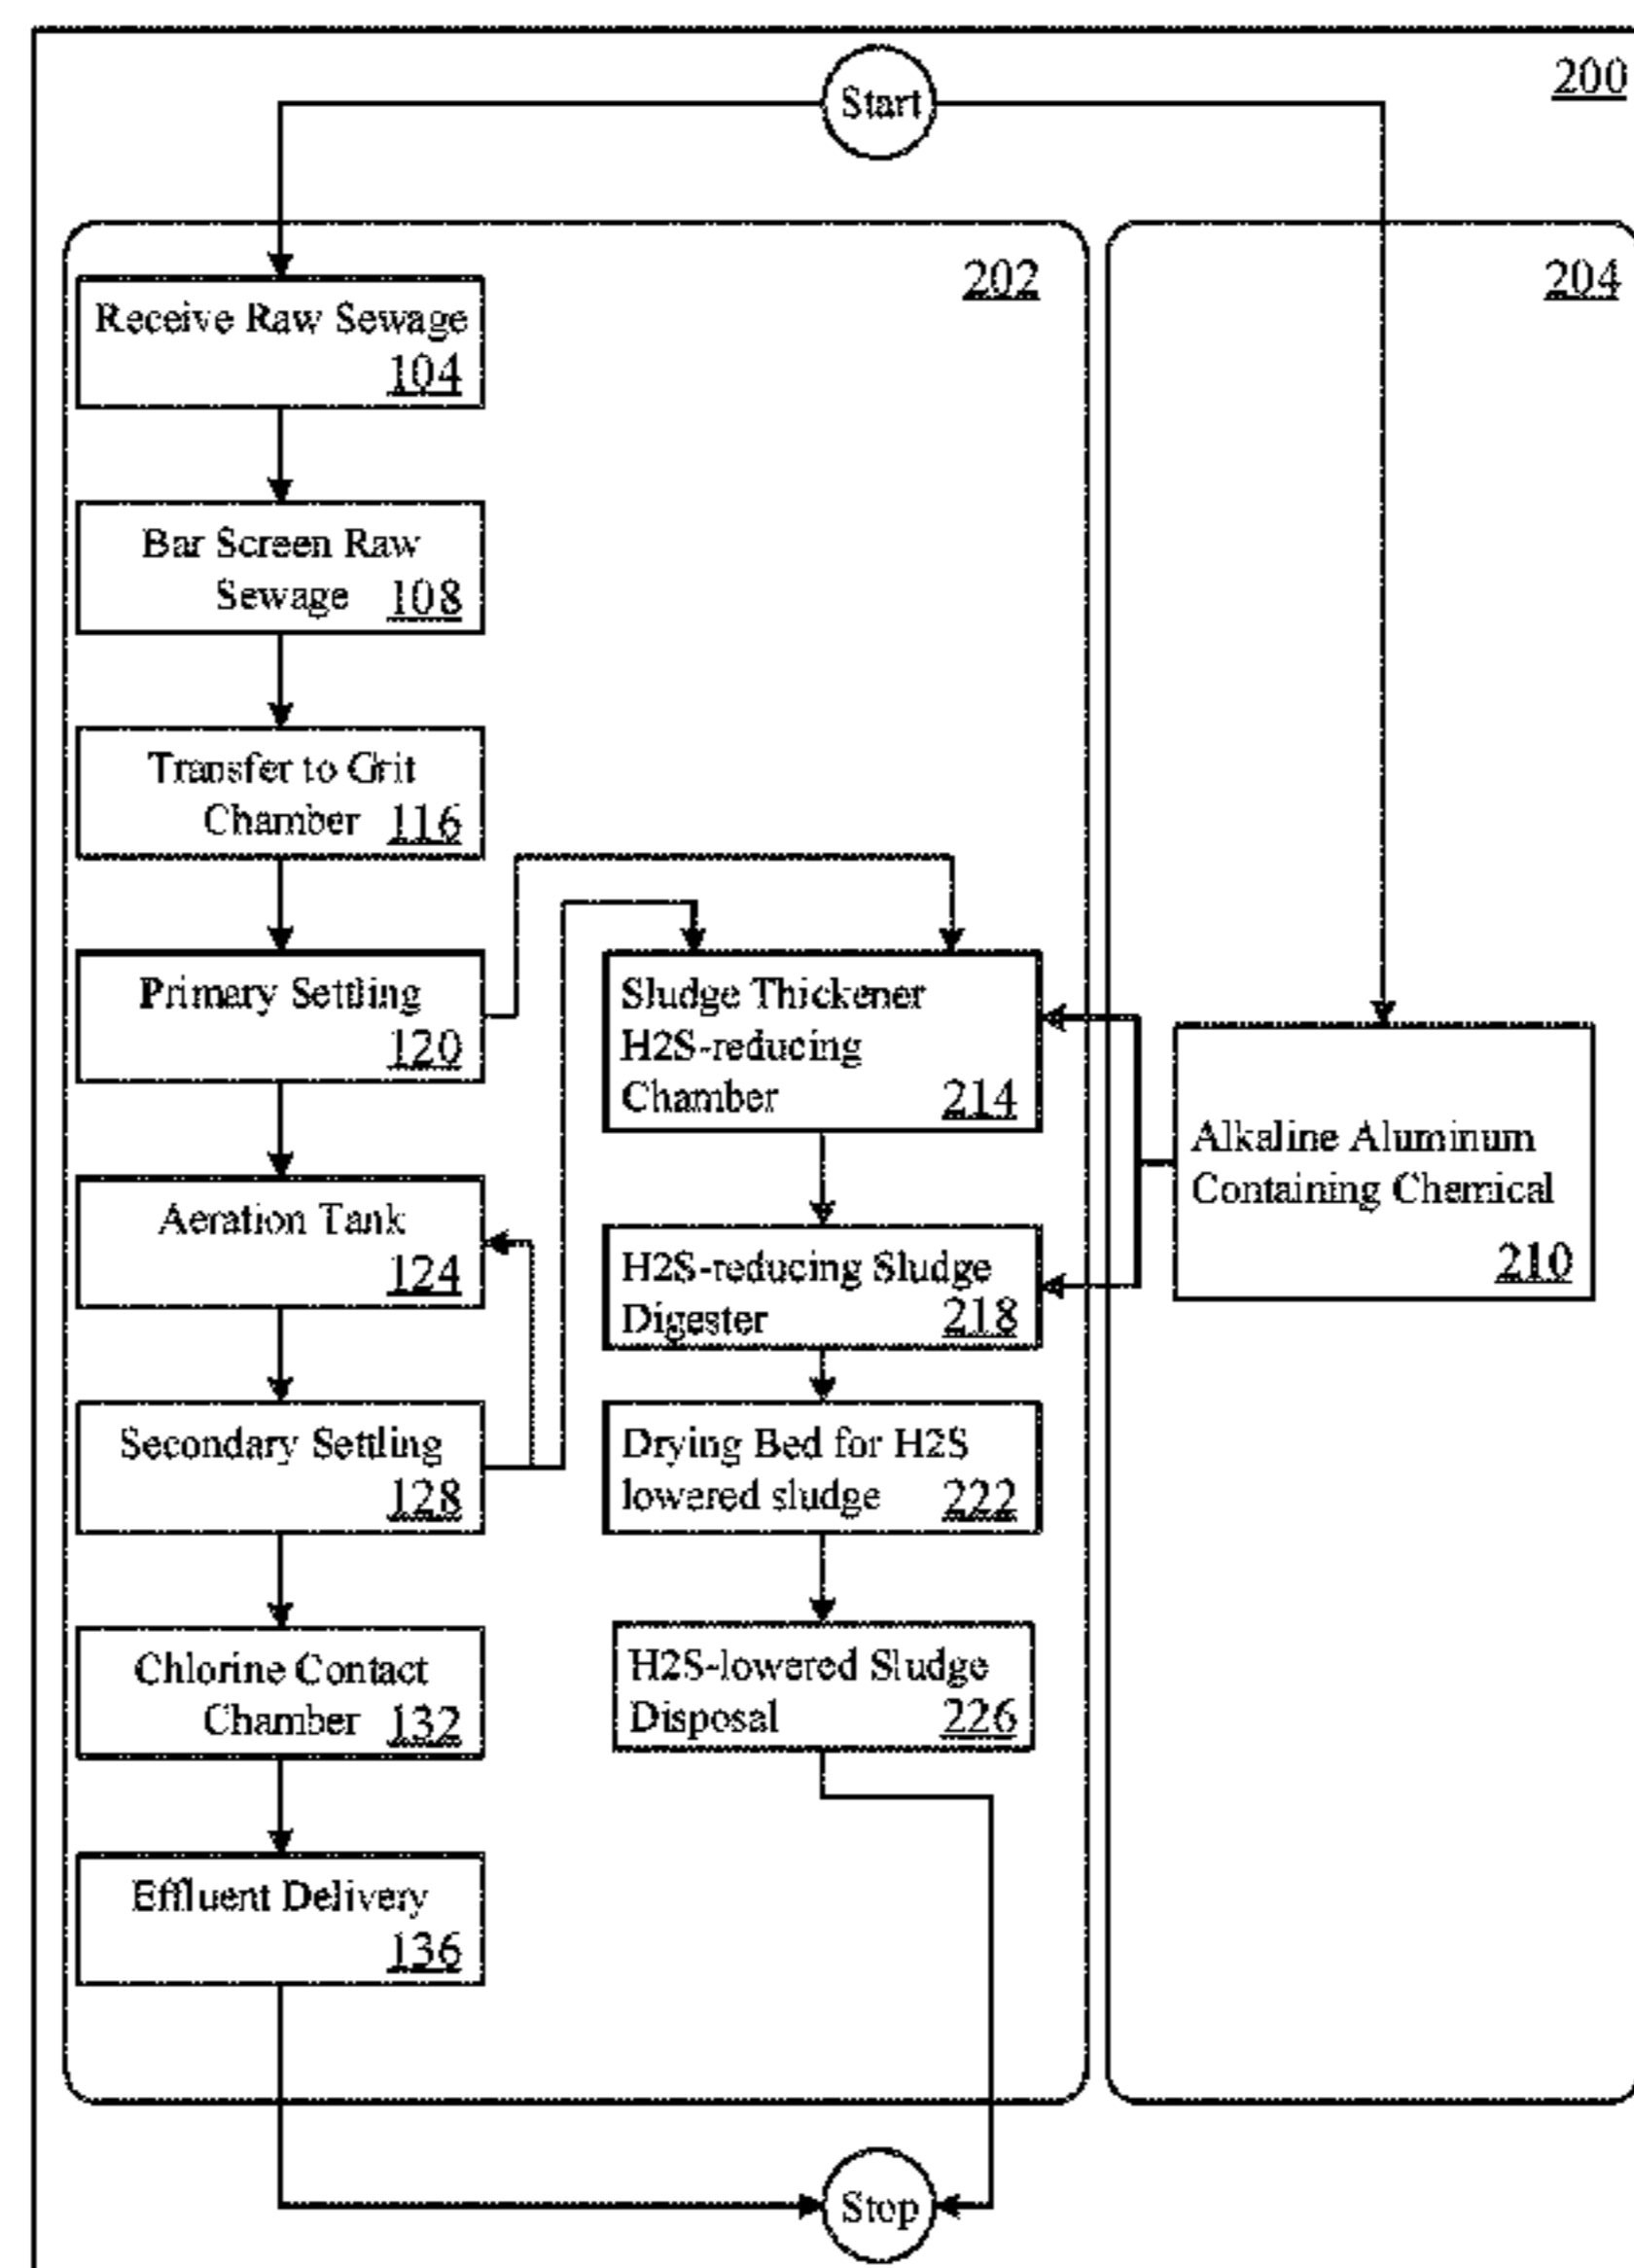 200
Start
202
204
Receive Raw Sewage
104
Bar Screen Raw
Sewage 108
Transfer to Grit
Chamber 116
Primary Settling
120
Aeration Tank
124
Secondary Settling
128
Chlorine Contact
Chamber 132
Effluent Delivery
136
Sludge Thickener
H2S-reducing
Chamber 214
H2S-reducing Sludge
Digester 218
Drying Bed for H2S
lowered sludge 222
H2S-lowered Sludge
Disposal 226
Alkaline Aluminum
Containing Chemical
210
Stop